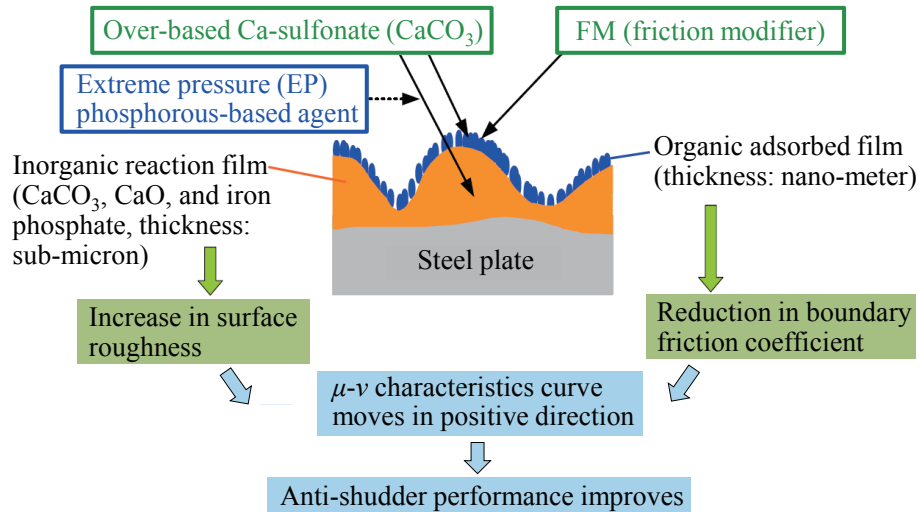 Over-based Ca-sulfonate (CaCO₃)
FM (friction modifier)
Extreme pressure (EP)
phosphorous-based agent
Inorganic reaction film
(CaCO₃, CaO, and iron
phosphate, thickness:
sub-micron)
Organic adsorbed film
(thickness: nano-meter)
Steel plate
Increase in surface
roughness
Reduction in boundary
friction coefficient
μ-ν characteristics curve
moves in positive direction
Anti-shudder performance improves